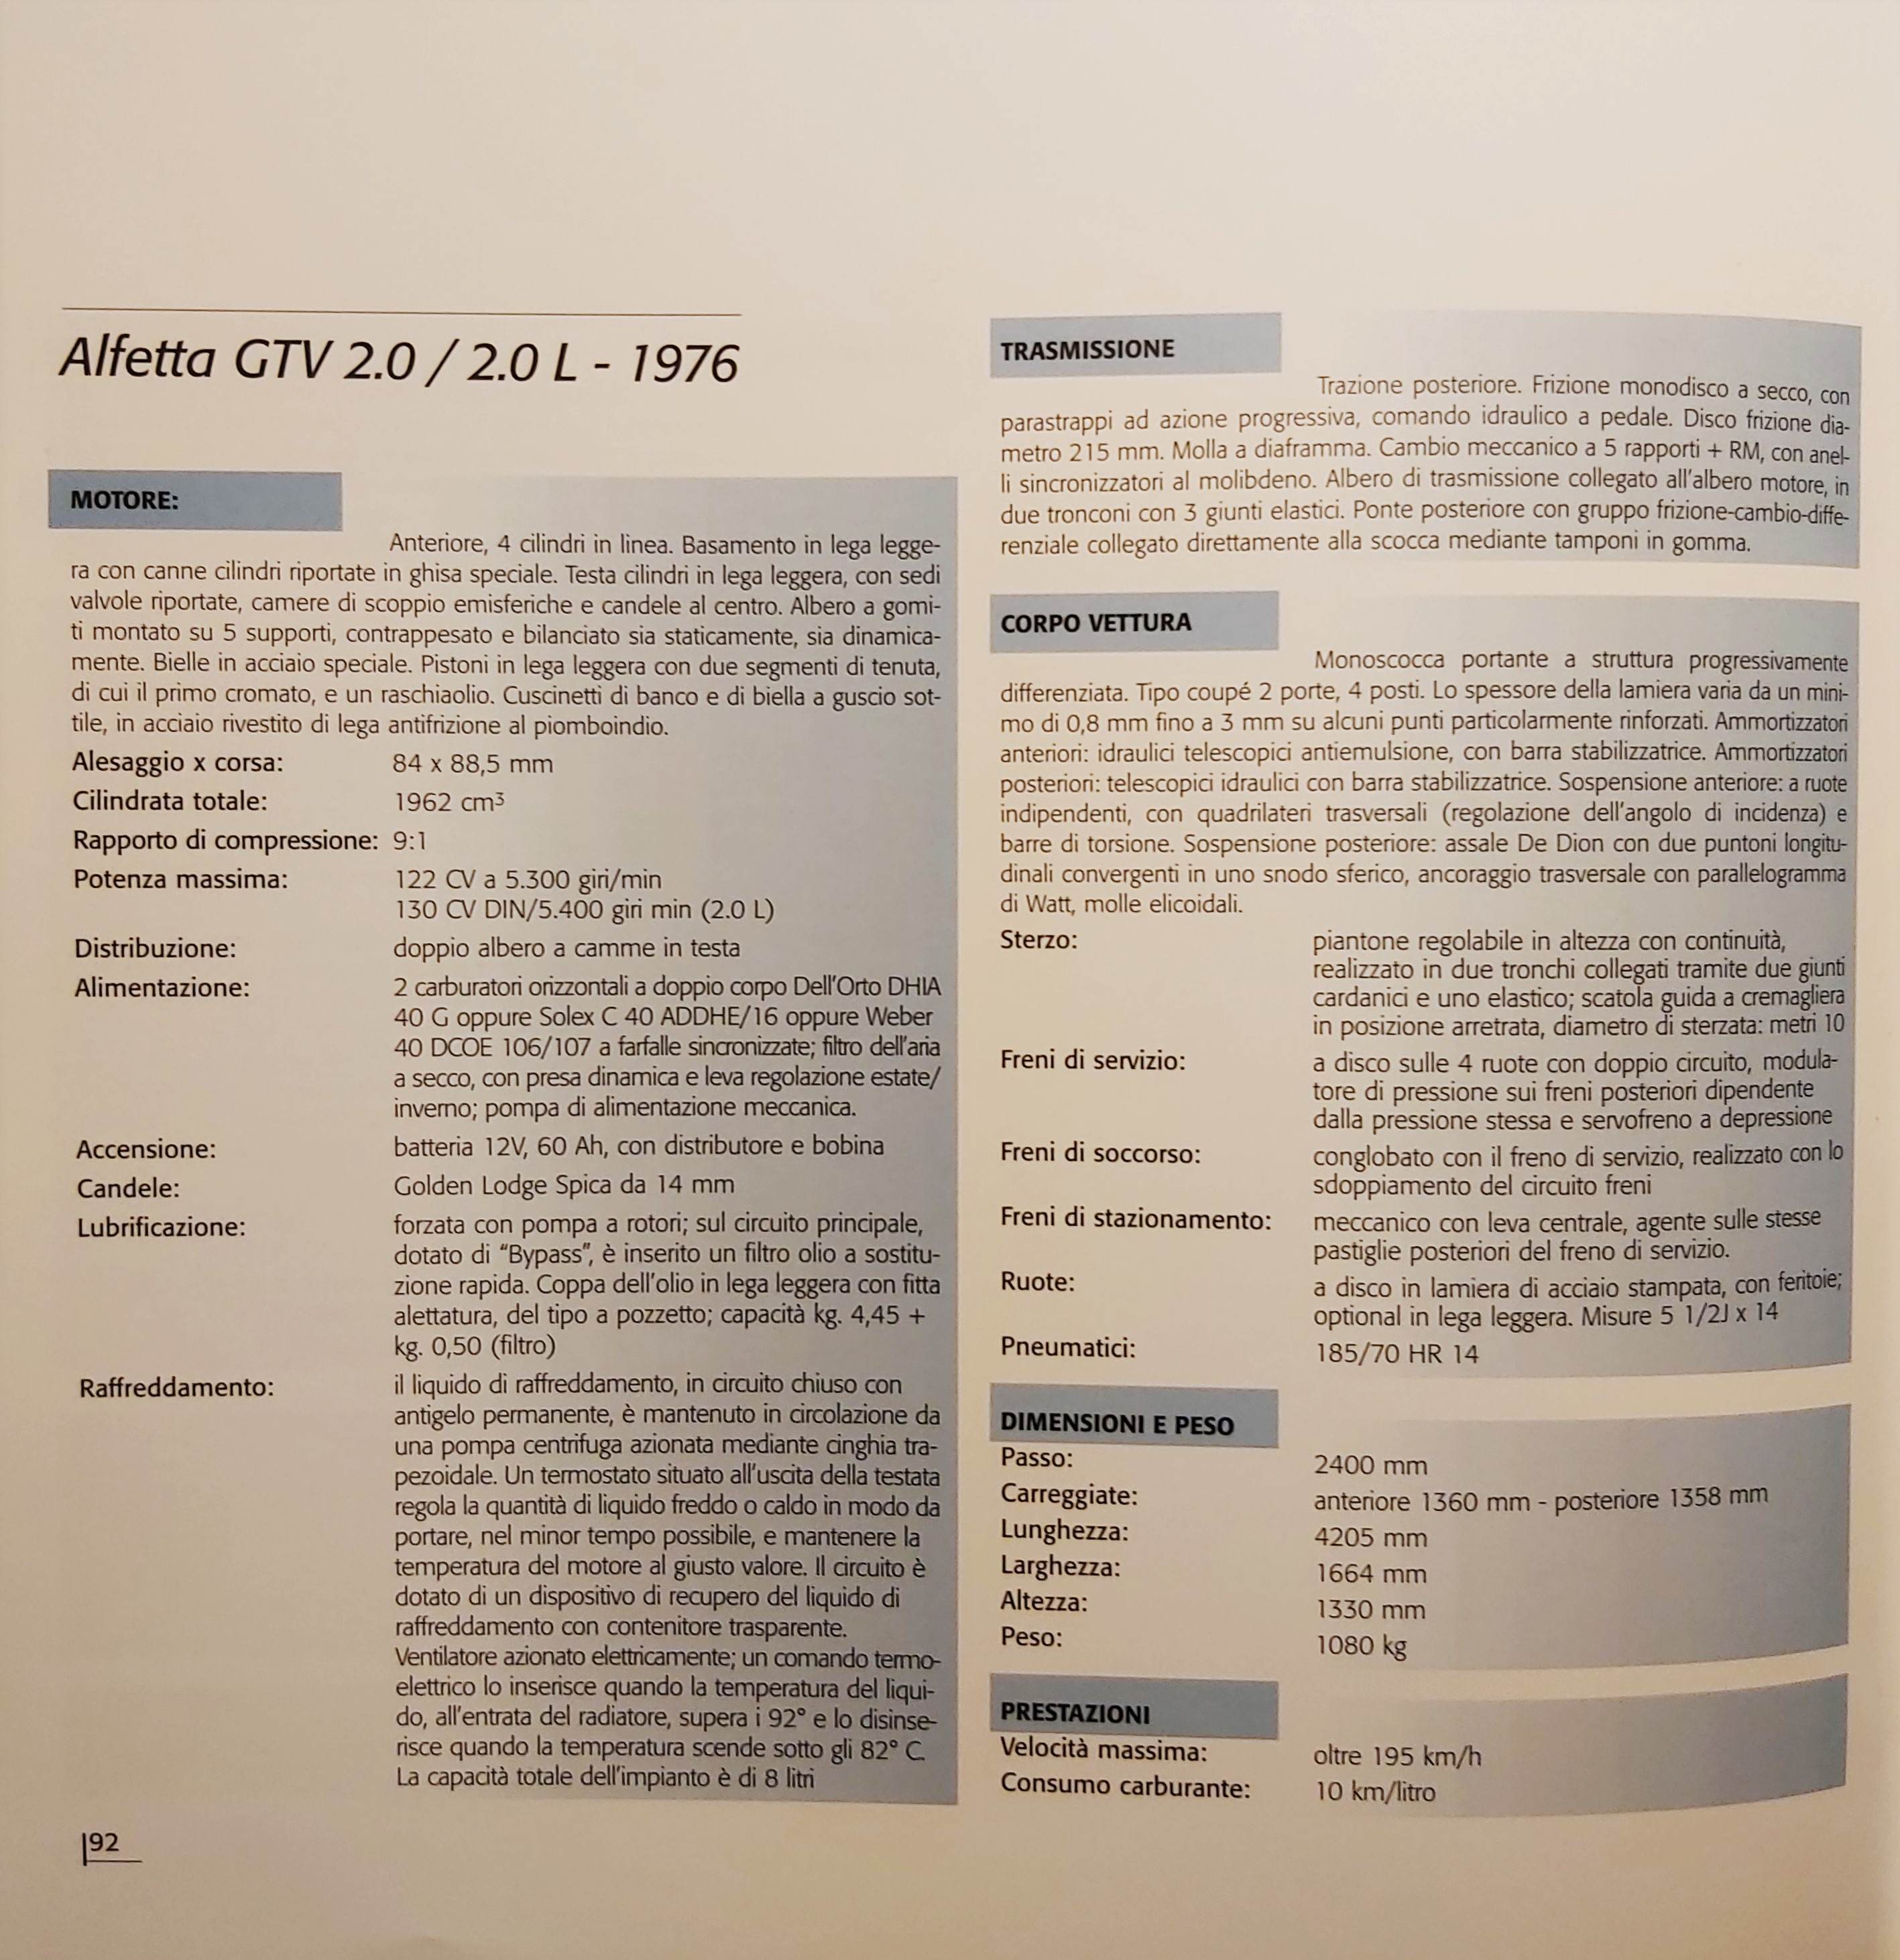 Alfetta GTV 2.0 / 2.0 L - 1976
MOTORE:
Anteriore, 4 cilindri in linea. Basamento in lega legge-
ra con canne cilindri riportate in ghisa speciale. Testa cilindri in lega leggera, con sedi
valvole riportate, camere di scoppio emisferiche e candele al centro. Albero a gomi-
ti montato su 5 supporti, contrappesato e bilanciato sia staticamente, sia dinamica-
mente. Bielle in acciaio speciale. Pistoni in lega leggera con due segmenti di tenuta,
di cui il primo cromato, e un raschiaolio. Cuscinetti di banco e di biella a guscio sot-
tile, in acciaio rivestito di lega antifrizione al piomboindio.
Alesaggio x corsa: 84 x 88,5 mm
Cilindrata totale: 1962 cm³
Rapporto di compressione: 9:1
Potenza massima: 122 CV a 5.300 giri/min
130 CV DIN/5.400 giri min (2.0 L)
Distribuzione: doppio albero a camme in testa
Alimentazione: 2 carburatori orizzontali a doppio corpo Dell'Orto DHIA
40 G oppure Solex C 40 ADDHE/16 oppure Weber
40 DCOE 106/107 a farfalle sincronizzate; filtro dell'aria
a secco, con presa dinamica e leva regolazione estate/
inverno; pompa di alimentazione meccanica.
Accensione: batteria 12V, 60 Ah, con distributore e bobina
Candele: Golden Lodge Spica da 14 mm
Lubrificazione: forzata con pompa a rotori; sul circuito principale,
dotato di "Bypass", è inserito un filtro olio a sostitu-
zione rapida. Coppa dell'olio in lega leggera con fitta
alettatura, del tipo a pozzetto; capacità kg. 4,45 +
kg. 0,50 (filtro)
Raffreddamento: il liquido di raffreddamento, in circuito chiuso con
antigelo permanente, è mantenuto in circolazione da
una pompa centrifuga azionata mediante cinghia tra-
pezoidale. Un termostato situato all'uscita della testata
regola la quantità di liquido freddo o caldo in modo da
portare, nel minor tempo possibile, e mantenere la
temperatura del motore al giusto valore. Il circuito è
dotato di un dispositivo di recupero del liquido di
raffreddamento con contenitore trasparente.
Ventilatore azionato elettricamente; un comando termo-
elettrico lo inserisce quando la temperatura del liqui-
do, all'entrata del radiatore, supera i 92° e lo disinse-
risce quando la temperatura scende sotto gli 82° C.
La capacità totale dell'impianto è di 8 litri
92
TRASMISSIONE
Trazione posteriore. Frizione monodisco a secco, con
parastrappi ad azione progressiva, comando idraulico a pedale. Disco frizione dia-
metro 215 mm. Molla a diaframma. Cambio meccanico a 5 rapporti + RM, con anel-
li sincronizzatori al molibdeno. Albero di trasmissione collegato all'albero motore, in
due tronconi con 3 giunti elastici. Ponte posteriore con gruppo frizione-cambio-diffe-
renziale collegato direttamente alla scocca mediante tamponi in gomma.
CORPO VETTURA
Monoscocca portante a struttura progressivamente
differenziata. Tipo coupé 2 porte, 4 posti. Lo spessore della lamiera varia da un mini-
mo di 0,8 mm fino a 3 mm su alcuni punti particolarmente rinforzati. Ammortizzatori
anteriori: idraulici telescopici antiemulsione, con barra stabilizzatrice. Ammortizzatori
posteriori: telescopici idraulici con barra stabilizzatrice. Sospensione anteriore: a ruote
indipendenti, con quadrilateri trasversali (regolazione dell'angolo di incidenza) e
barre di torsione. Sospensione posteriore: assale De Dion con due puntoni longitu-
dinali convergenti in uno snodo sferico, ancoraggio trasversale con parallelogramma
di Watt, molle elicoidali.
Sterzo: piantone regolabile in altezza con continuità,
realizzato in due tronchi collegati tramite due giunti
cardanici e uno elastico; scatola guida a cremagliera
in posizione arretrata, diametro di sterzata: metri 10
Freni di servizio: a disco sulle 4 ruote con doppio circuito, modula-
tore di pressione sui freni posteriori dipendente
dalla pressione stessa e servofreno a depressione
Freni di soccorso: conglobato con il freno di servizio, realizzato con lo
sdoppiamento del circuito freni
Freni di stazionamento: meccanico con leva centrale, agente sulle stesse
pastiglie posteriori del freno di servizio.
Ruote: a disco in lamiera di acciaio stampata, con feritoie;
optional in lega leggera. Misure 5 1/2J x 14
Pneumatici: 185/70 HR 14
DIMENSIONI E PESO
Passo: 2400 mm
Carreggiate: anteriore 1360 mm - posteriore 1358 mm
Lunghezza: 4205 mm
Larghezza: 1664 mm
Altezza: 1330 mm
Peso: 1080 kg
PRESTAZIONI
Velocità massima: oltre 195 km/h
Consumo carburante: 10 km/litro